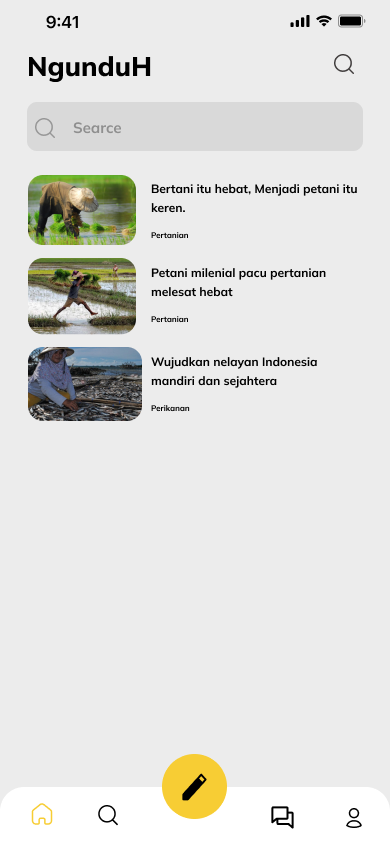 9:41
NgunduH
Searce
Bertani itu hebat, Menjadi petani itu
keren.
Pertanian
Petani milenial pacu pertanian
melesat hebat
Pertanian
Wujudkan nelayan Indonesia
mandiri dan sejahtera
Perikanan